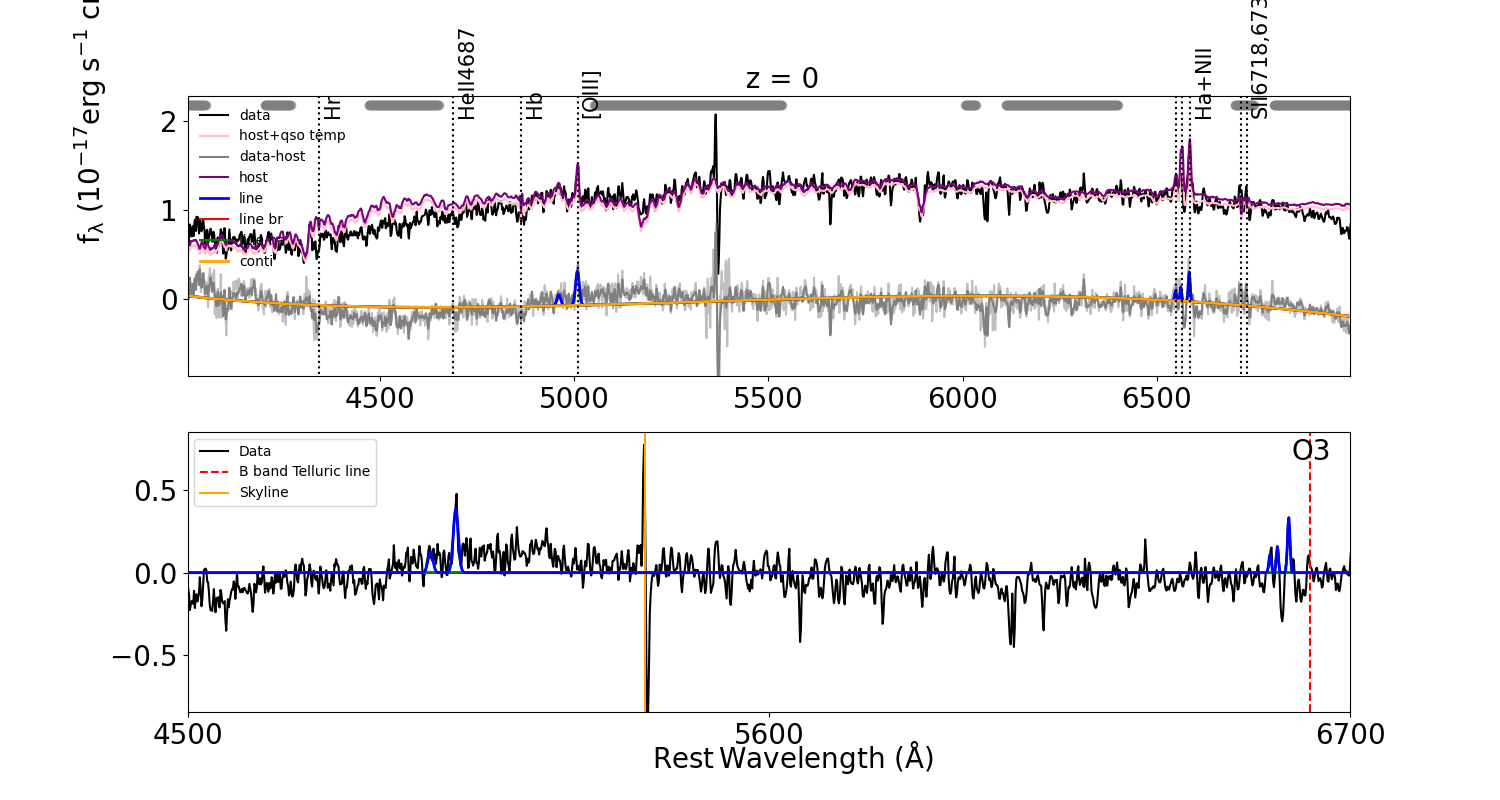 z = 0
f_λ (10^−17 erg s^−1 c
Hr
HeII4687
Hb
[OIII]
Ha+NII
SII6718,673
data
host+qso temp
data-host
host
line
line br
conti
2
1
0
4500
5000
5500
6000
6500
Data
B band Telluric line
Skyline
O3
0.5
0.0
−0.5
4500
5600
6700
Rest Wavelength (Å)